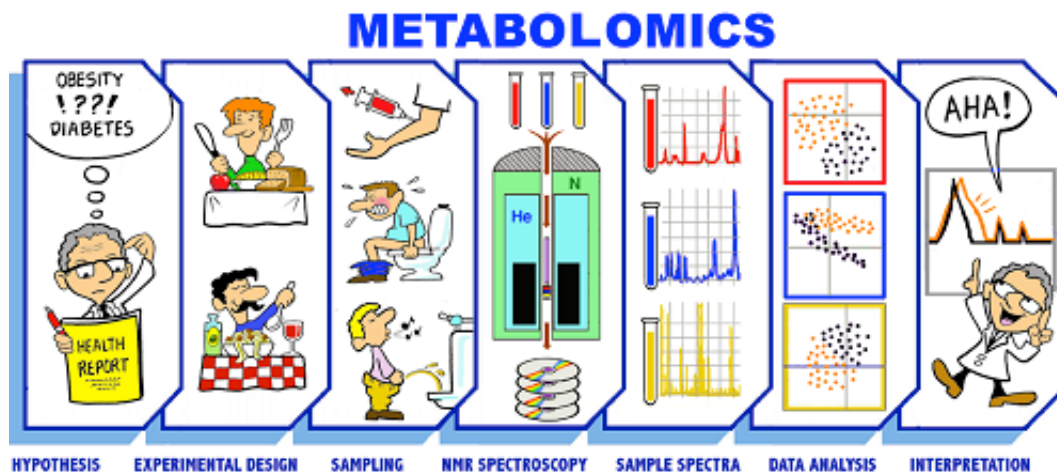 METABOLOMICS
OBESITY
!??!
DIABETES
HEALTH
REPORT
He
N
AHA!
HYPOTHESIS
EXPERIMENTAL DESIGN
SAMPLING
NMR SPECTROSCOPY
SAMPLE SPECTRA
DATA ANALYSIS
INTERPRETATION